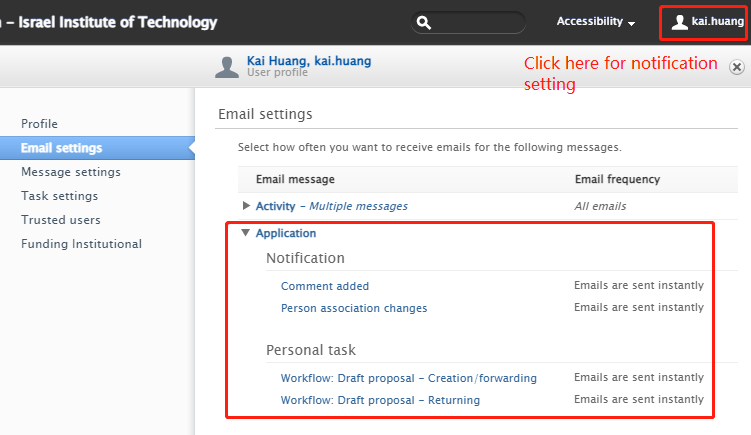 – Israel Institute of Technology
Accessibility
kai.huang
Kai Huang, kai.huang
User profile
Click here for notification
setting
Profile
Email settings
Message settings
Task settings
Trusted users
Funding Institutional
Email settings
Select how often you want to receive emails for the following messages.
Email message Email frequency
Activity – Multiple messages All emails
Application
Notification
Comment added Emails are sent instantly
Person association changes Emails are sent instantly
Personal task
Workflow: Draft proposal – Creation/forwarding Emails are sent instantly
Workflow: Draft proposal – Returning Emails are sent instantly